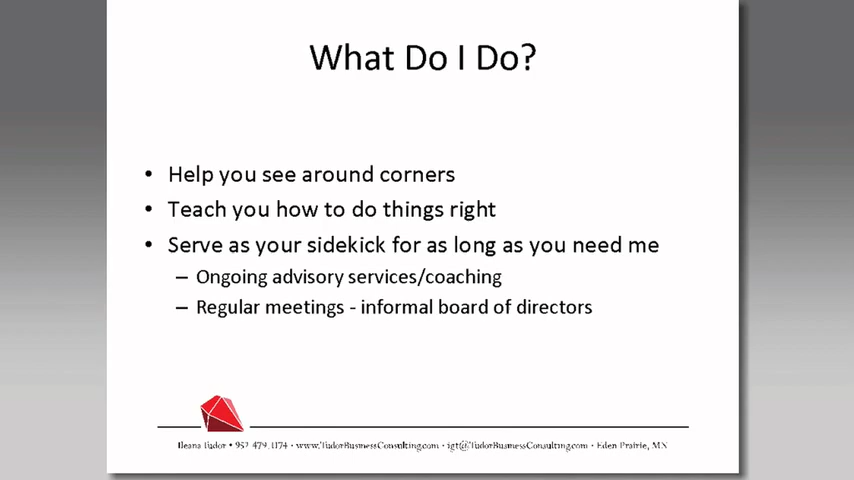 What Do I Do?
• Help you see around corners
• Teach you how to do things right
• Serve as your sidekick for as long as you need me
– Ongoing advisory services/coaching
– Regular meetings - informal board of directors
Ileana Tudor • 952-479-1174 · www.TudorBusinessConsulting.com · igt@TudorBusinessConsulting.com · Eden Prairie, MN